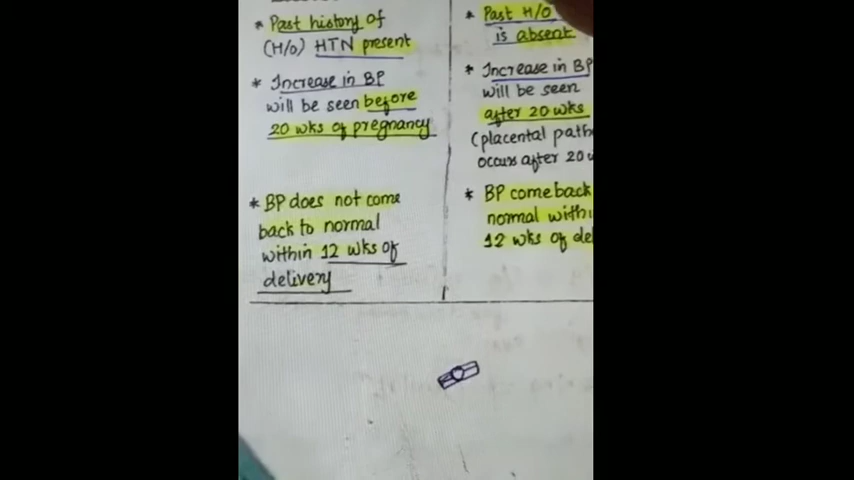 * Past history of
(H/o) HTN present
* Increase in BP
will be seen before
20 wks of pregnancy
* BP does not come
back to normal
within 12 wks of
delivery
* Past H/O
is absent
* Increase in BP
will be seen
after 20 wks
(placental path
occurs after 20
* BP come back
normal withi
12 wks of de